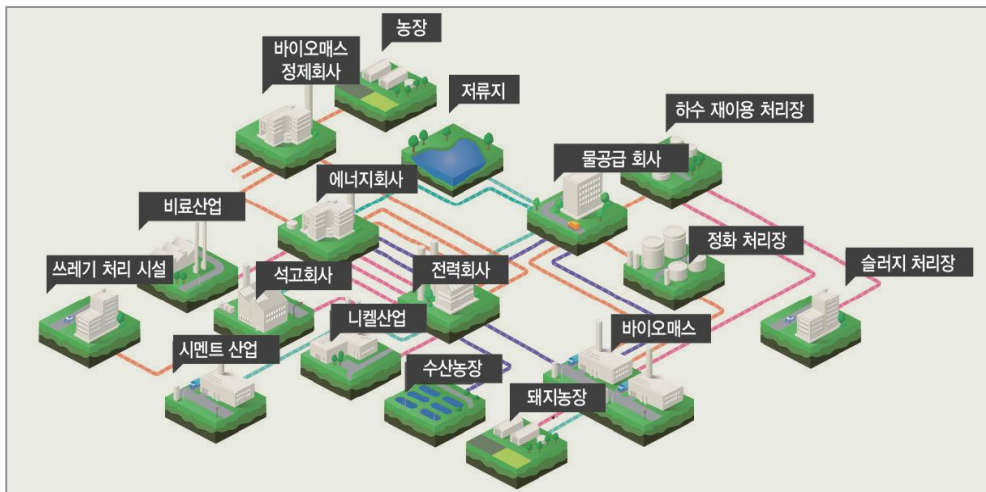 농장
바이오매스
정제회사
저류지
하수 재이용 처리장
물공급 회사
에너지회사
비료산업
정화 처리장
쓰레기 처리 시설
석고회사
전력회사
슬러지 처리장
니켈산업
바이오매스
시멘트 산업
수산농장
돼지농장